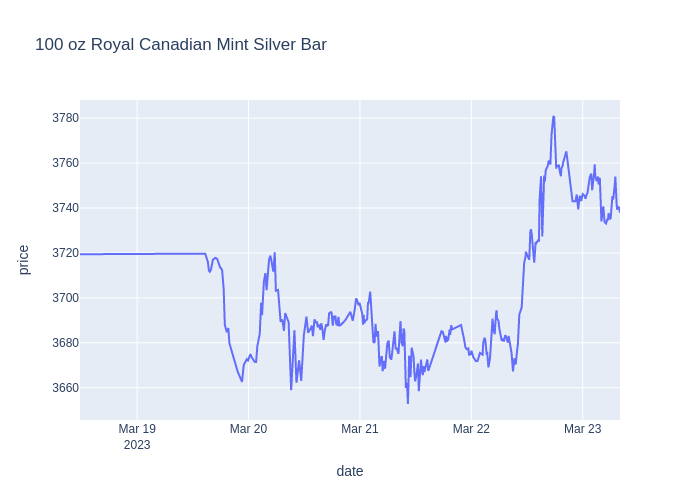 100 oz Royal Canadian Mint Silver Bar
price
3780
3760
3740
3720
3700
3680
3660
Mar 19
2023
Mar 20
Mar 21
Mar 22
Mar 23
date